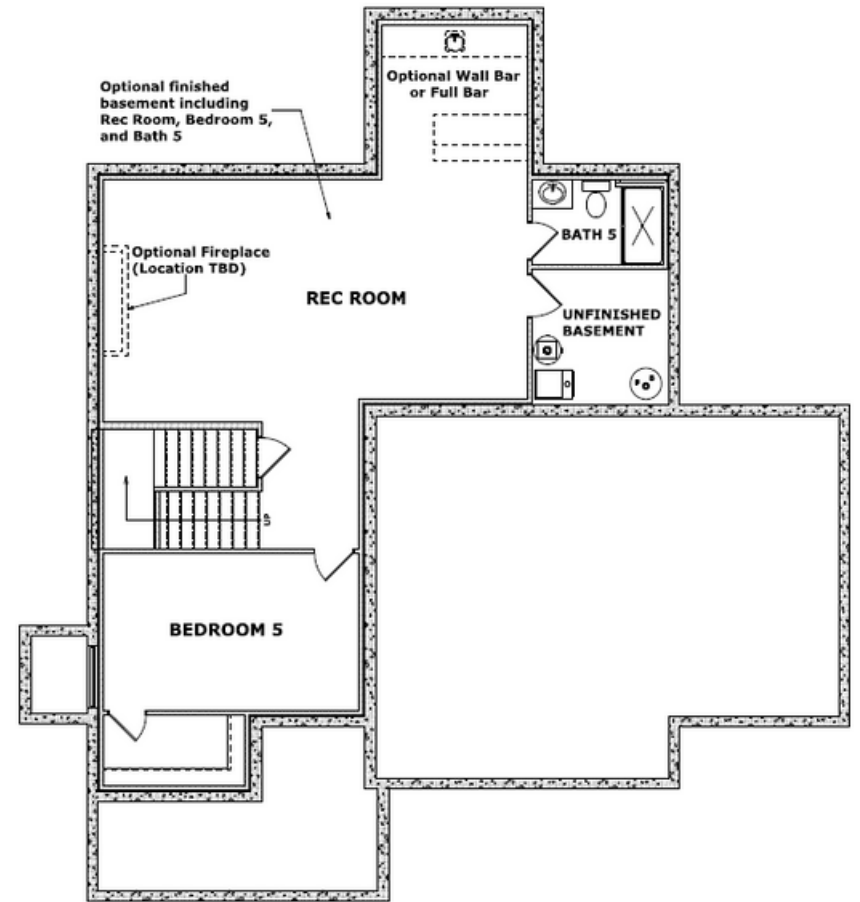 Optional finished
basement including
Rec Room, Bedroom 5,
and Bath 5
Optional Wall Bar
or Full Bar
BATH 5
Optional Fireplace
(Location TBD)
REC ROOM
UNFINISHED
BASEMENT
UP
BEDROOM 5